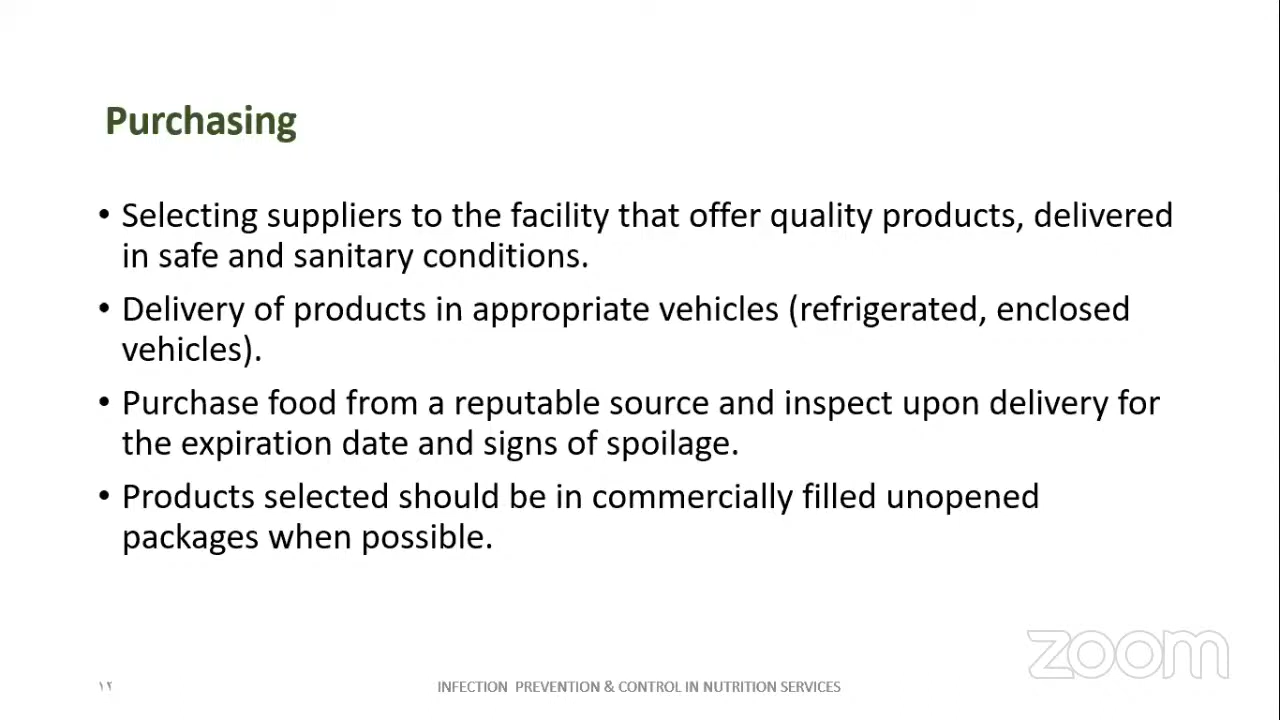 Purchasing
• Selecting suppliers to the facility that offer quality products, delivered
in safe and sanitary conditions.
• Delivery of products in appropriate vehicles (refrigerated, enclosed
vehicles).
• Purchase food from a reputable source and inspect upon delivery for
the expiration date and signs of spoilage.
• Products selected should be in commercially filled unopened
packages when possible.
zoom
١٢
INFECTION  PREVENTION & CONTROL IN NUTRITION SERVICES